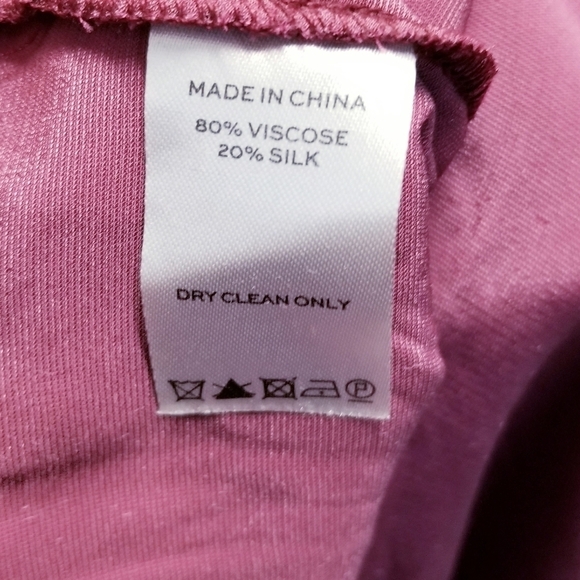 MADE IN CHINA
80% VISCOSE
20% SILK
DRY CLEAN ONLY
P